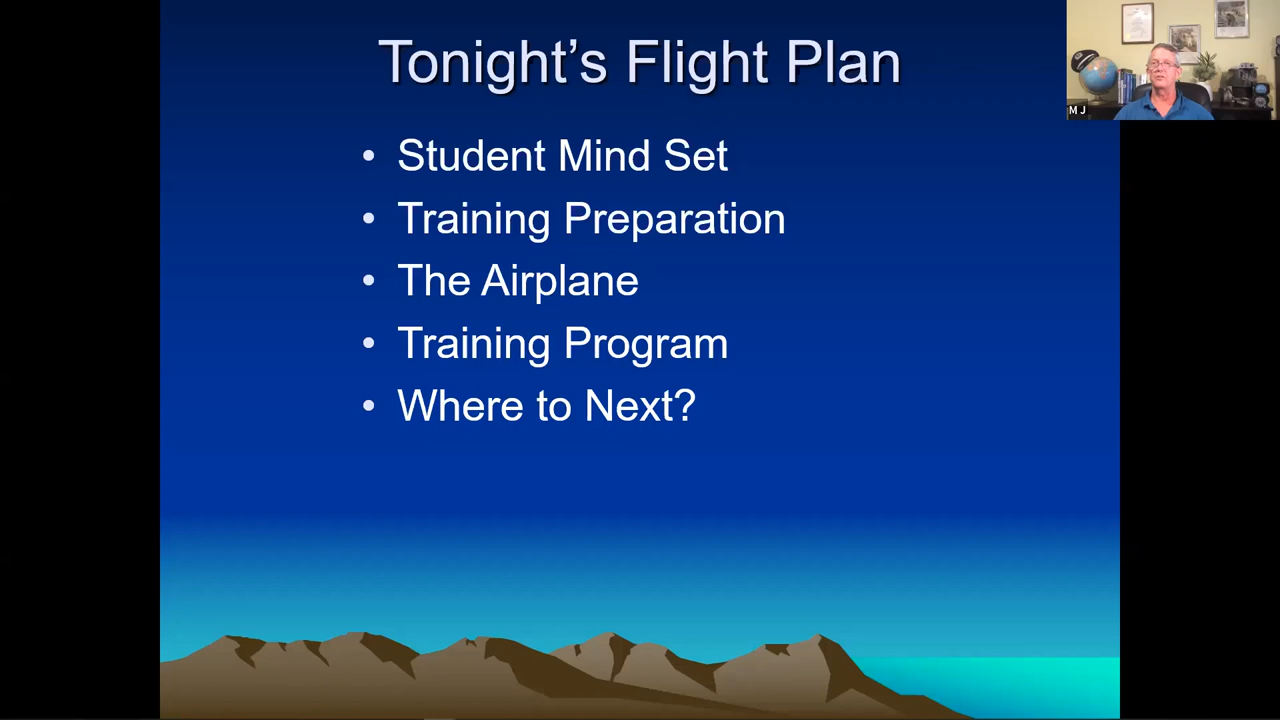 Tonight's Flight Plan
M J
• Student Mind Set
• Training Preparation
• The Airplane
• Training Program
• Where to Next?